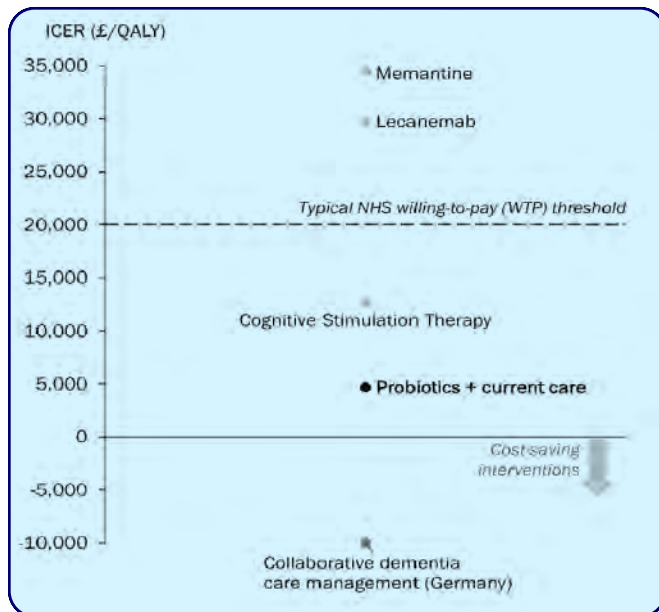 ICER (£/QALY)
35,000
Memantine
30,000
Lecanemab
25,000
Typical NHS willing-to-pay (WTP) threshold
20,000
15,000
Cognitive Stimulation Therapy
10,000
5,000
Probiotics + current care
0
Cost-saving
interventions
-5,000
-10,000
Collaborative dementia
care management (Germany)